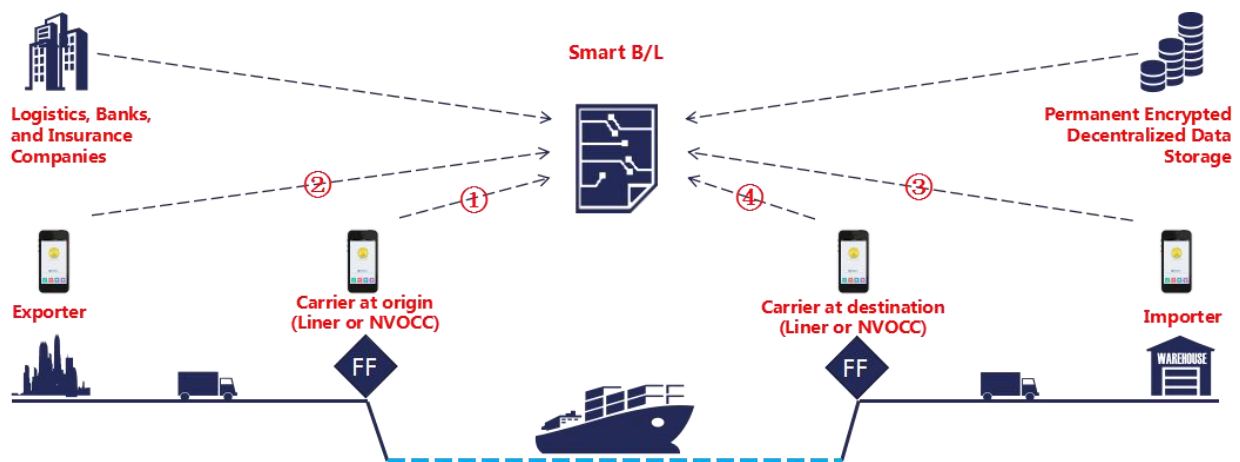 Smart B/L
Logistics, Banks,
and Insurance
Companies
Permanent Encrypted
Decentralized Data
Storage
②
①
④
③
Exporter
Carrier at origin
(Liner or NVOCC)
Carrier at destination
(Liner or NVOCC)
Importer
FF
FF
WAREHOUSE